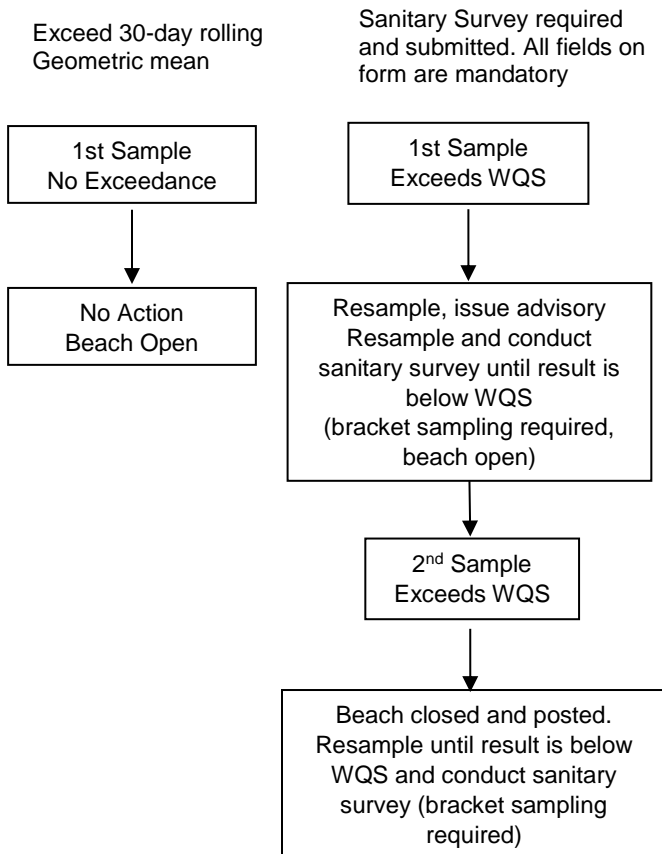 Exceed 30-day rolling
Geometric mean
1st Sample
No Exceedance
No Action
Beach Open
Sanitary Survey required
and submitted. All fields on
form are mandatory
1st Sample
Exceeds WQS
Resample, issue advisory
Resample and conduct
sanitary survey until result is
below WQS
(bracket sampling required,
beach open)
2nd Sample
Exceeds WQS
Beach closed and posted.
Resample until result is below
WQS and conduct sanitary
survey (bracket sampling
required)